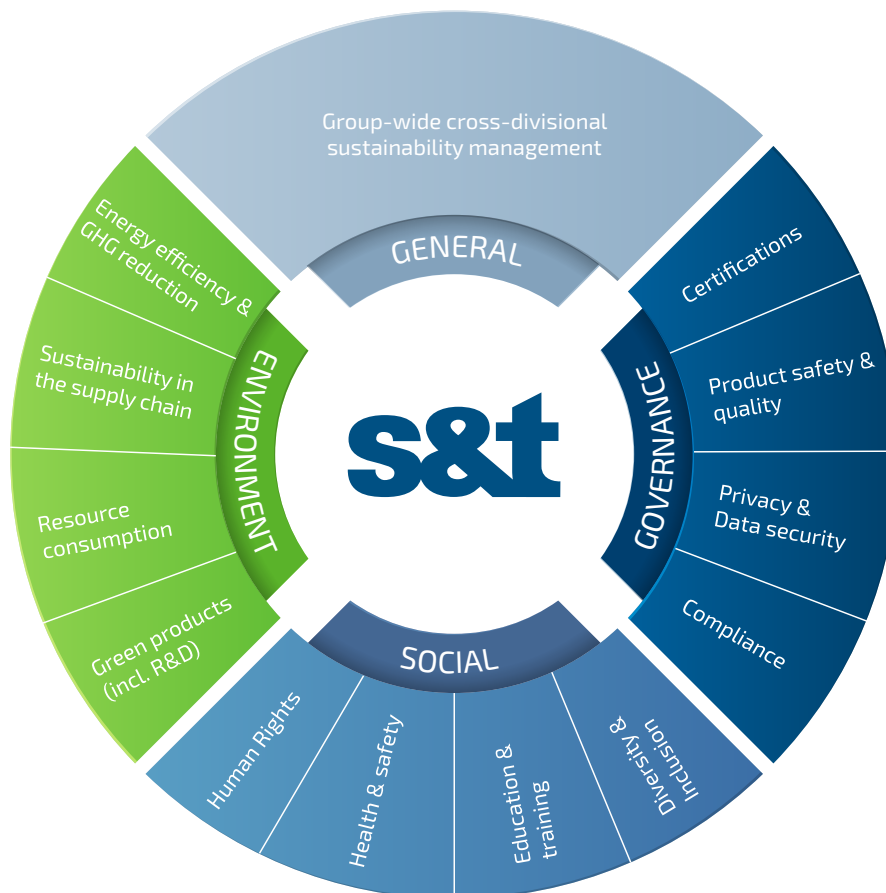 Group-wide cross-divisional
sustainability management
GENERAL
Energy efficiency &
GHG reduction
Sustainability in
the supply chain
Resource
consumption
Green products
(incl. R&D)
ENVIRONMENT
s&t
GOVERNANCE
Certifications
Product safety &
quality
Privacy &
Data security
Compliance
SOCIAL
Human Rights
Health & safety
Education &
training
Diversity &
Inclusion